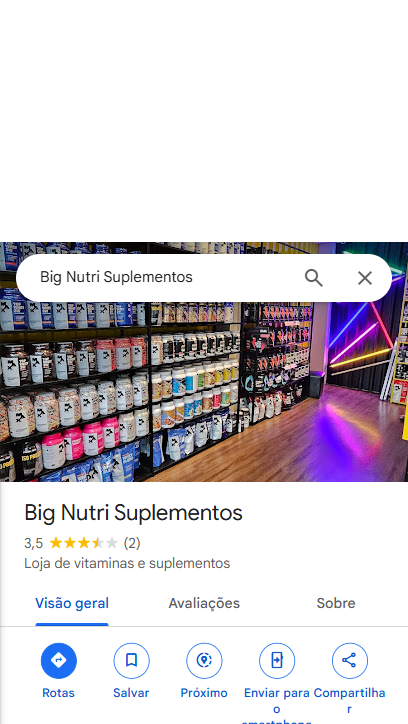 Big Nutri Suplementos
Big Nutri Suplementos
3,5 (2)
Loja de vitaminas e suplementos
Visão geral Avaliações Sobre
Rotas Salvar Próximo Enviar para o smartphone Compartilhar